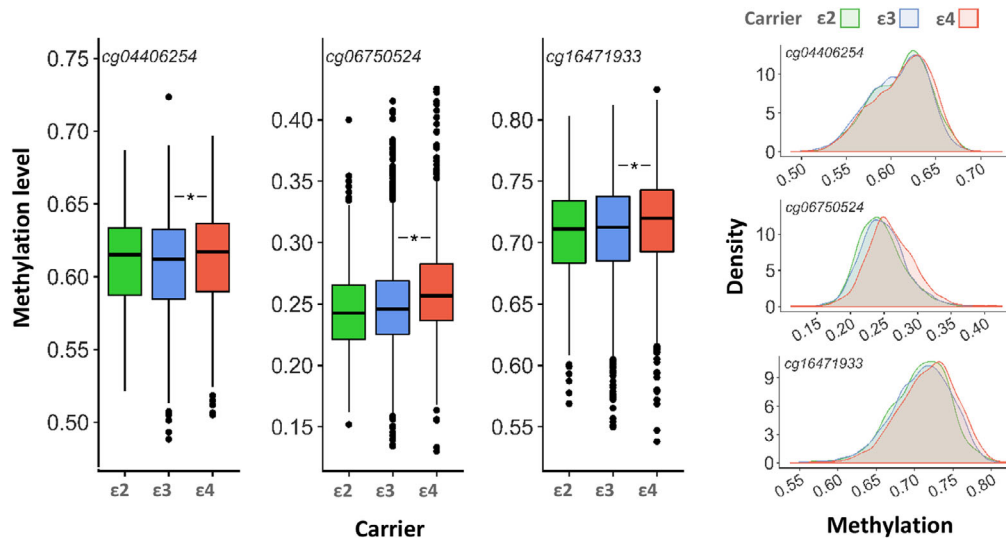 Carrier ε2 ε3 ε4
Methylation level
cg04406254
0.75
0.70
0.65
0.60
0.55
0.50
ε2 ε3 ε4
*
cg06750524
0.40
0.35
0.30
0.25
0.20
0.15
ε2 ε3 ε4
*
cg16471933
0.80
0.75
0.70
0.65
0.60
0.55
ε2 ε3 ε4
*
Carrier
Density
cg04406254
10
5
0
0.50 0.55 0.60 0.65 0.70
cg06750524
10
5
0
0.15 0.20 0.25 0.30 0.35 0.40
cg16471933
9
6
3
0
0.55 0.60 0.65 0.70 0.75 0.80
Methylation